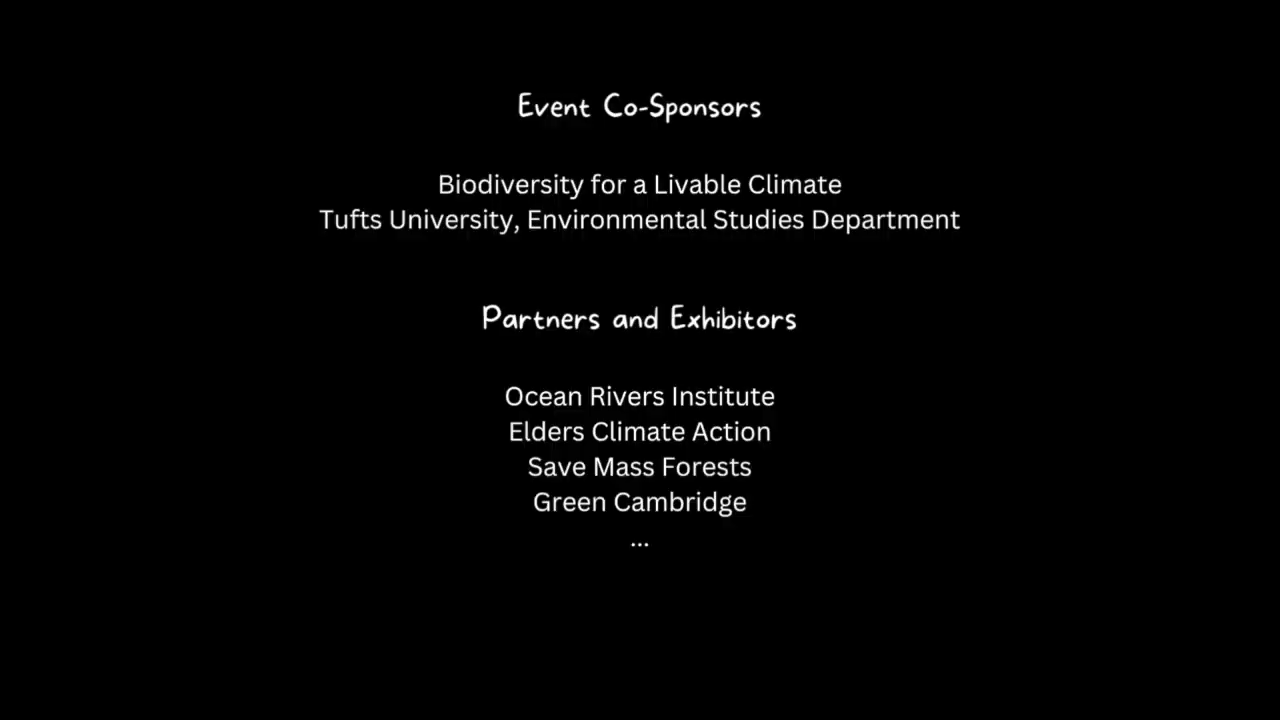 Event Co-Sponsors
Biodiversity for a Livable Climate
Tufts University, Environmental Studies Department
Partners and Exhibitors
Ocean Rivers Institute
Elders Climate Action
Save Mass Forests
Green Cambridge
...